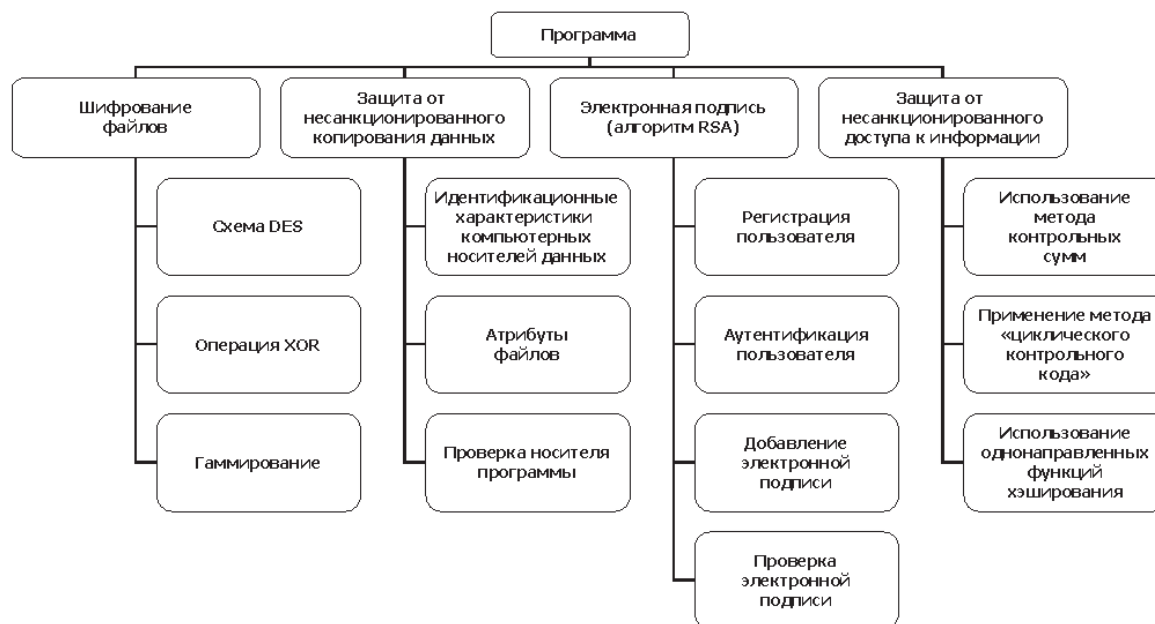 Программа
Шифрование
файлов
Защита от
несанкционированного
копирования данных
Электронная подпись
(алгоритм RSA)
Защита от
несанкционированного
доступа к информации
Схема DES
Операция XOR
Гаммирование
Идентификационные
характеристики
компьютерных
носителей данных
Атрибуты
файлов
Проверка носителя
программы
Регистрация
пользователя
Аутентификация
пользователя
Добавление
электронной
подписи
Проверка
электронной
подписи
Использование
метода
контрольных
сумм
Применение метода
«циклического
контрольного
кода»
Использование
однонаправленных
функций
хэширования